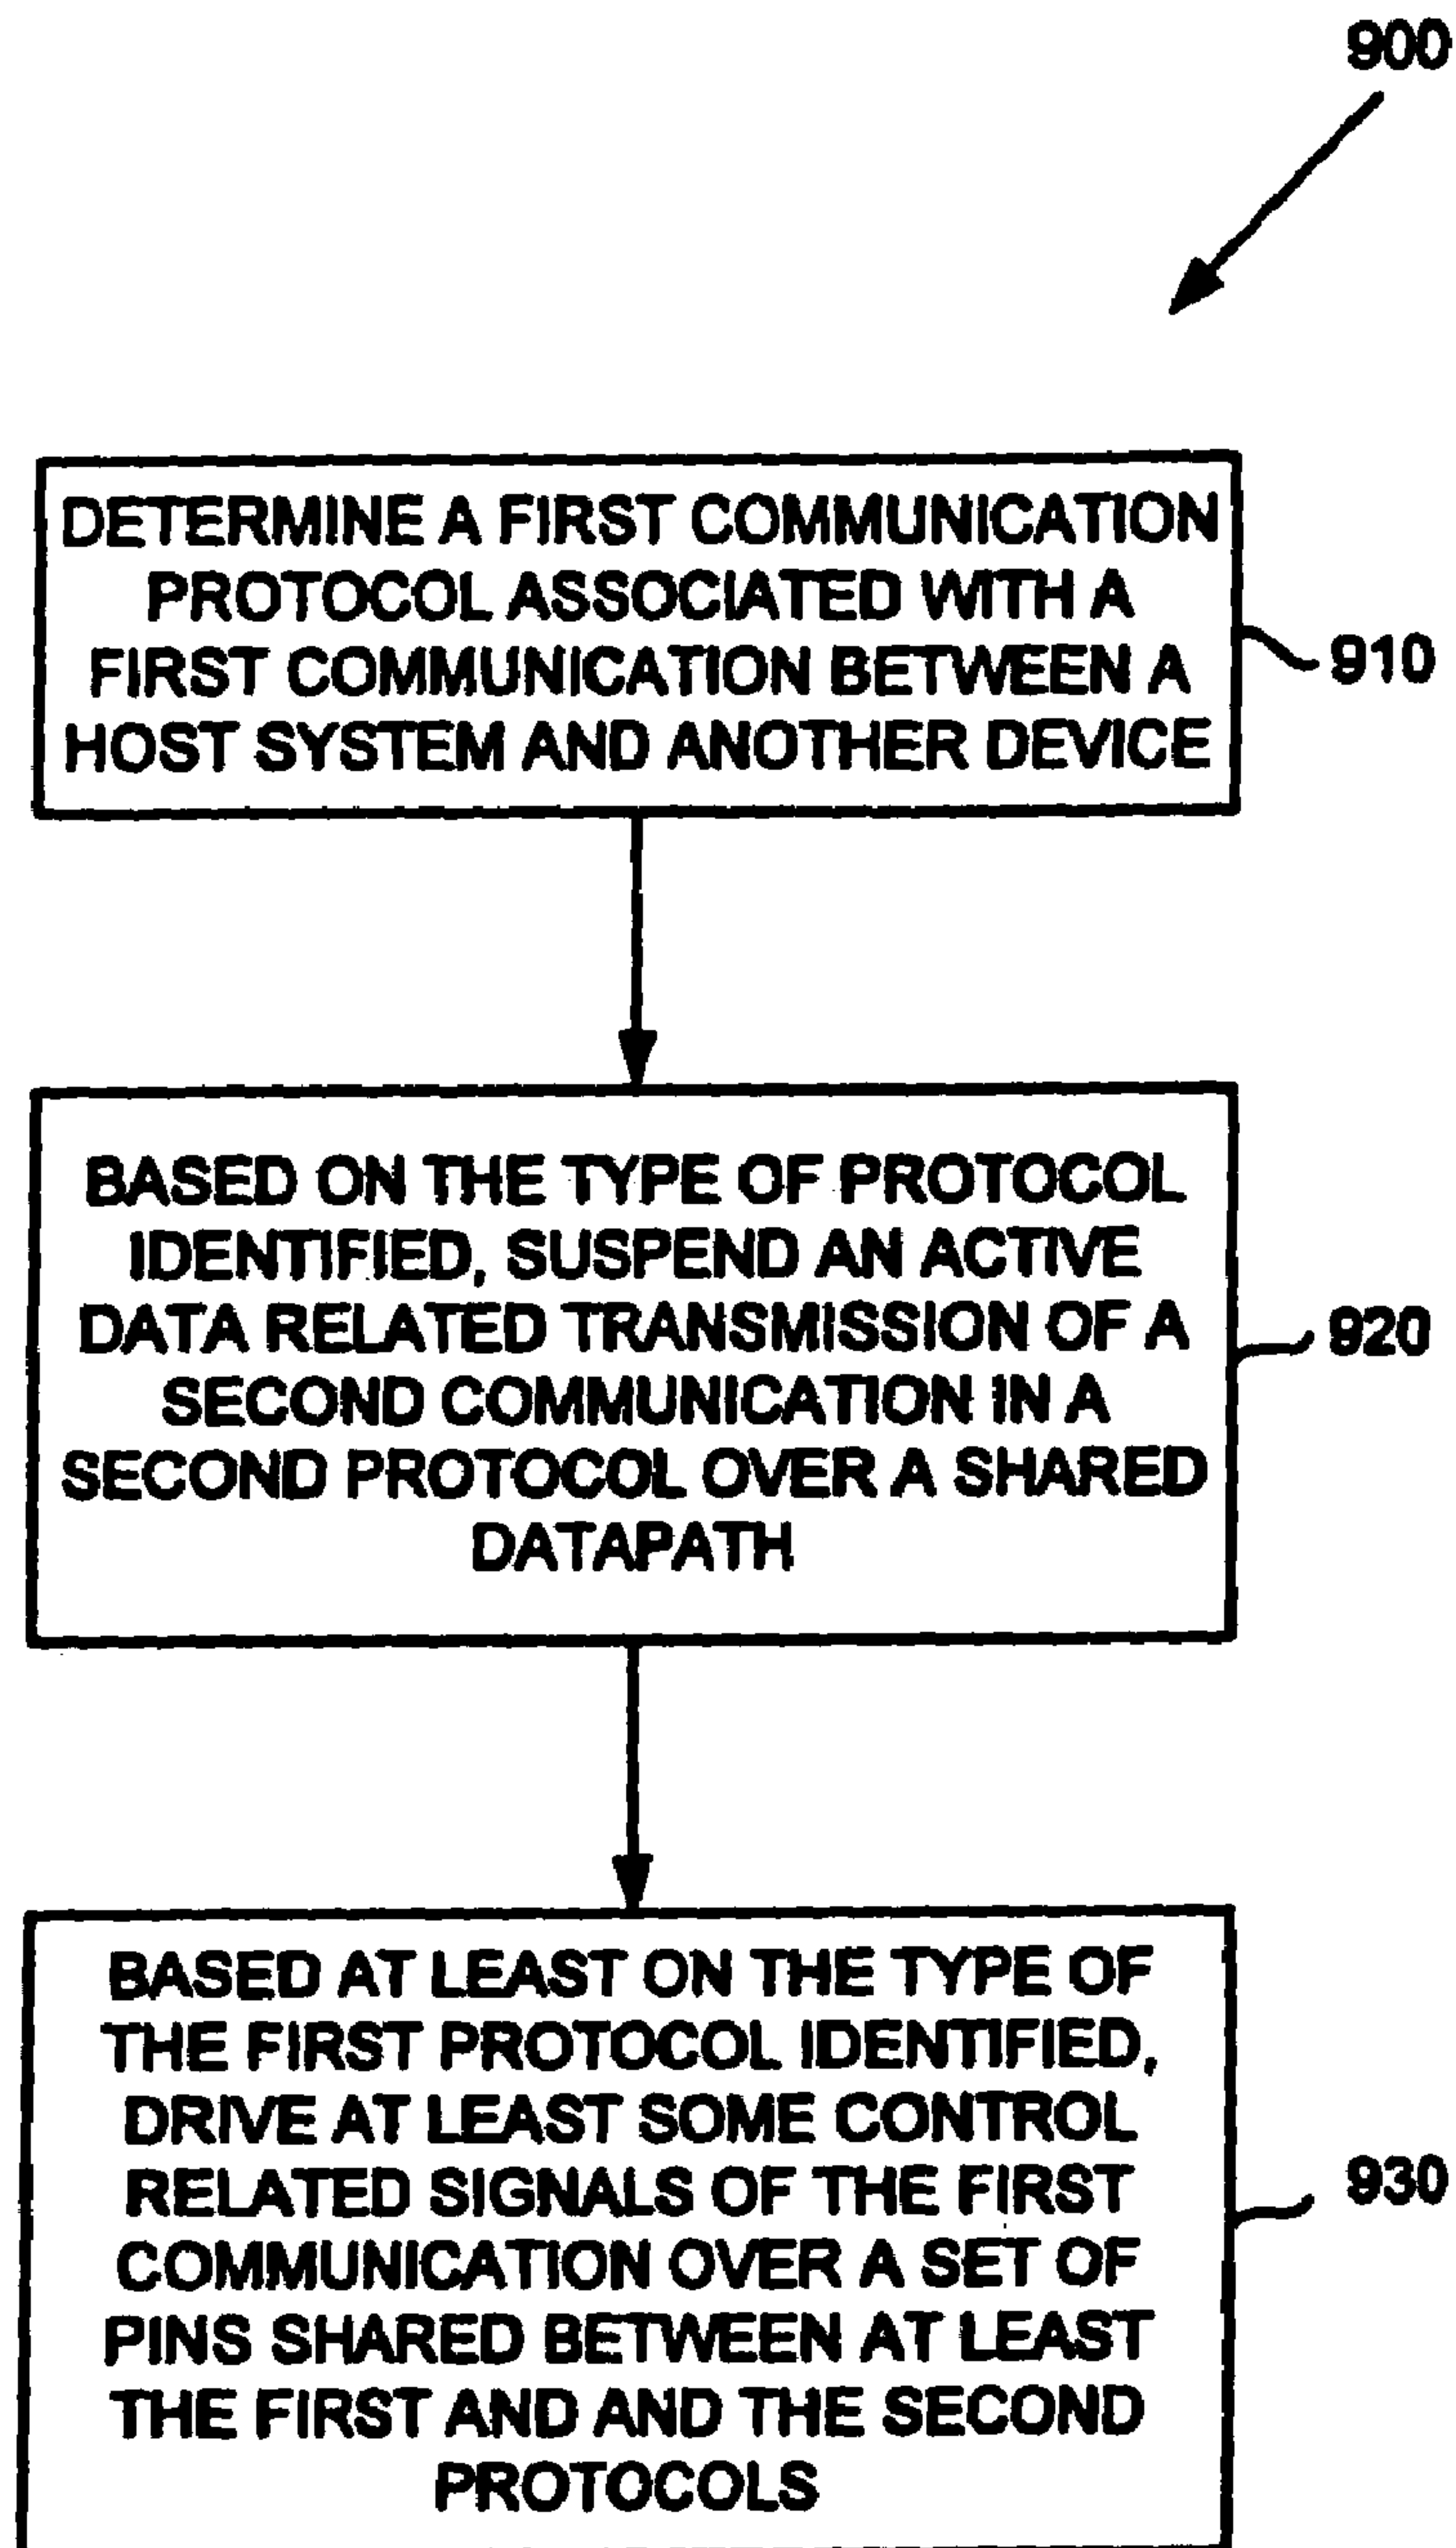 900
DETERMINE A FIRST COMMUNICATION
PROTOCOL ASSOCIATED WITH A
FIRST COMMUNICATION BETWEEN A
HOST SYSTEM AND ANOTHER DEVICE
910
BASED ON THE TYPE OF PROTOCOL
IDENTIFIED, SUSPEND AN ACTIVE
DATA RELATED TRANSMISSION OF A
SECOND COMMUNICATION IN A
SECOND PROTOCOL OVER A SHARED
DATAPATH
920
BASED AT LEAST ON THE TYPE OF
THE FIRST PROTOCOL IDENTIFIED,
DRIVE AT LEAST SOME CONTROL
RELATED SIGNALS OF THE FIRST
COMMUNICATION OVER A SET OF
PINS SHARED BETWEEN AT LEAST
THE FIRST AND AND THE SECOND
PROTOCOLS
930